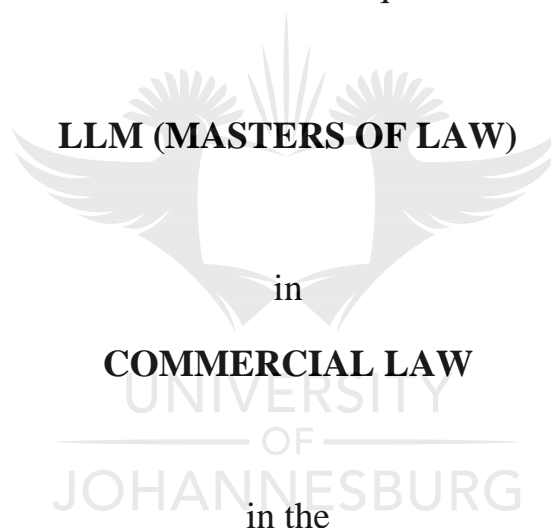 LLM (MASTERS OF LAW)
in
COMMERCIAL LAW
UNIVERSITY
OF
JOHANNESBURG
in the